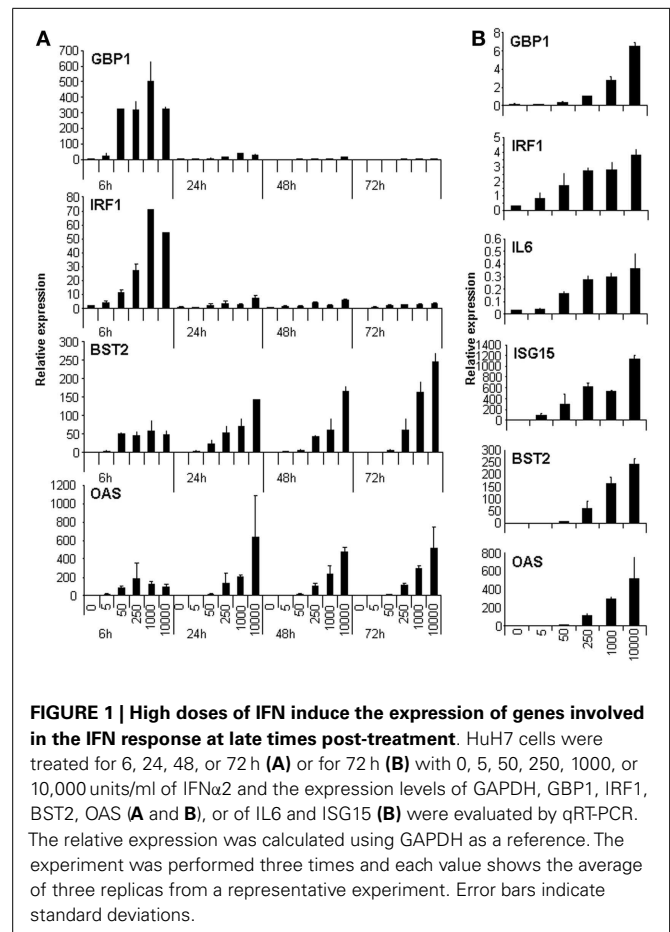 A
Relative expression
700
600
500
400
300
200
100
0
GBP1
6h 24h 48h 72h
80
70
60
50
40
30
20
10
0
IRF1
6h 24h 48h 72h
300
250
200
150
100
50
0
BST2
6h 24h 48h 72h
1200
1000
800
600
400
200
0
OAS
0 5 50 250 1000 10000 0 5 50 250 1000 10000 0 5 50 250 1000 10000 0 5 50 250 1000 10000
6h 24h 48h 72h
B
Relative expression
8
6
4
2
0
GBP1
5
4
3
2
1
0
IRF1
0.6
0.5
0.4
0.3
0.2
0.1
0
IL6
1400
1200
1000
800
600
400
200
0
ISG15
300
250
200
150
100
50
0
BST2
800
600
400
200
0
OAS
0 5 50 250 1000 10000
FIGURE 1 | High doses of IFN induce the expression of genes involved
in the IFN response at late times post-treatment. HuH7 cells were
treated for 6, 24, 48, or 72 h (A) or for 72 h (B) with 0, 5, 50, 250, 1000, or
10,000 units/ml of IFNα2 and the expression levels of GAPDH, GBP1, IRF1,
BST2, OAS (A and B), or of IL6 and ISG15 (B) were evaluated by qRT-PCR.
The relative expression was calculated using GAPDH as a reference. The
experiment was performed three times and each value shows the average
of three replicas from a representative experiment. Error bars indicate
standard deviations.